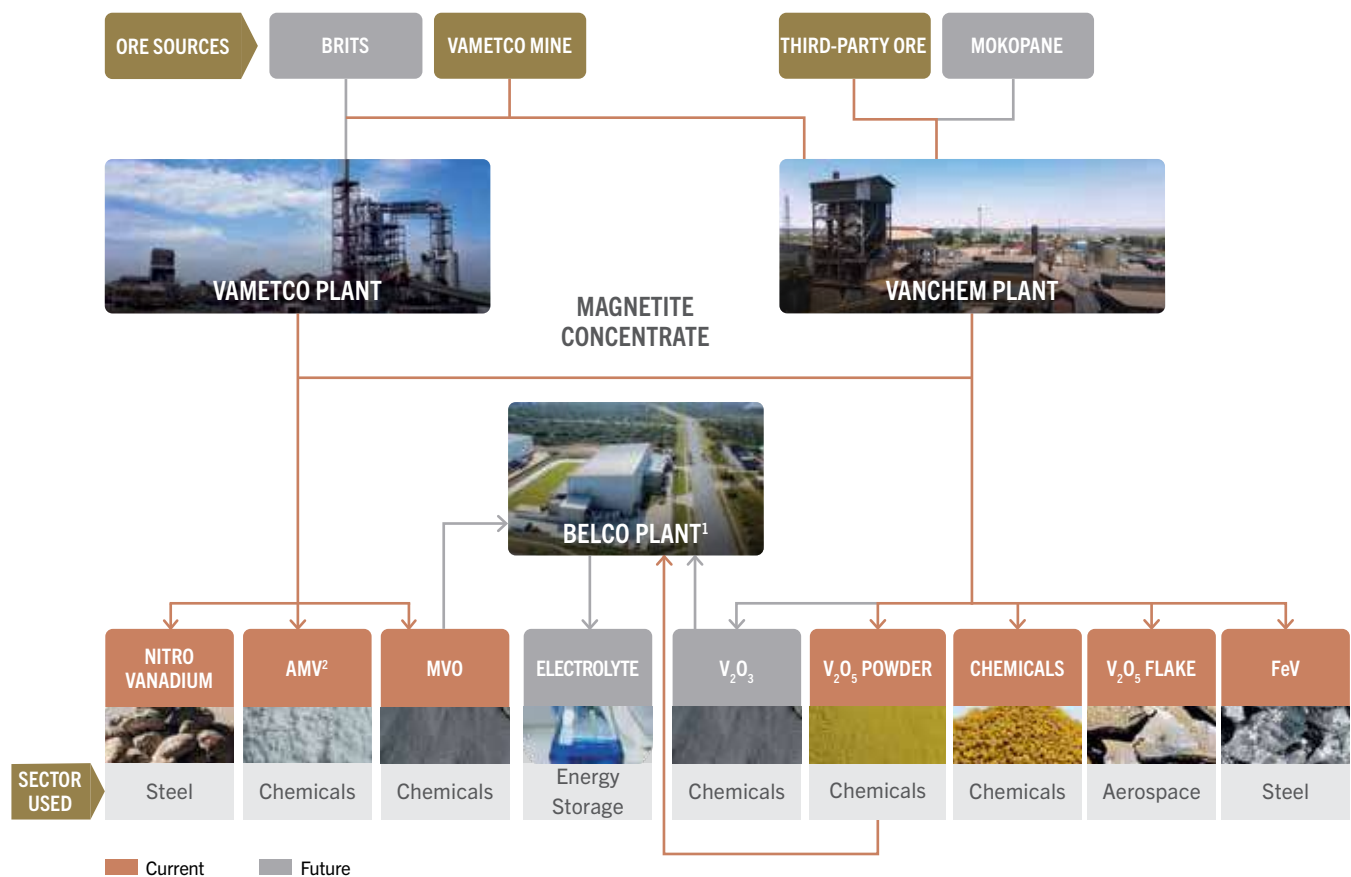 ORE SOURCES
BRITS
VAMETCO MINE
THIRD-PARTY ORE
MOKOPANE
VAMETCO PLANT
VANCHEM PLANT
MAGNETITE
CONCENTRATE
BELCO PLANT¹
NITRO
VANADIUM
AMV²
MVO
ELECTROLYTE
V₂O₃
V₂O₅ POWDER
CHEMICALS
V₂O₅ FLAKE
FeV
SECTOR
USED
Steel
Chemicals
Chemicals
Energy
Storage
Chemicals
Chemicals
Chemicals
Aerospace
Steel
Current
Future